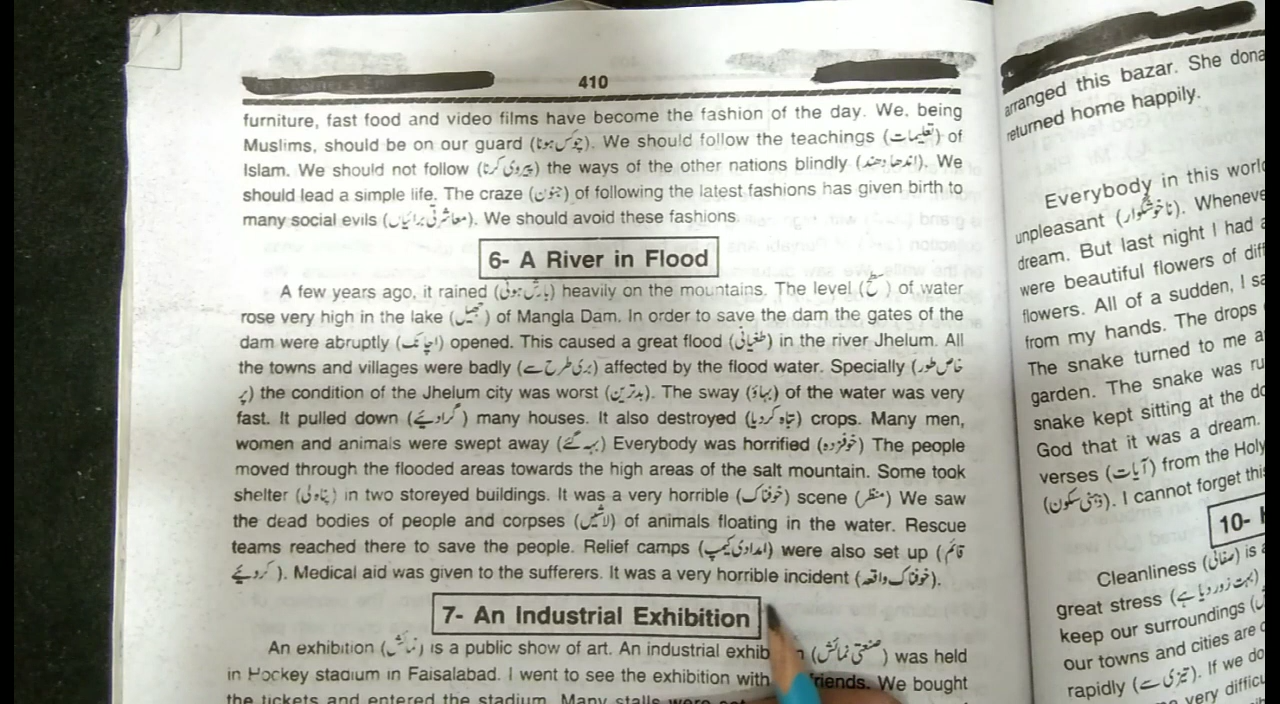 410
furniture, fast food and video films have become the fashion of the day. We, being
Muslims, should be on our guard (چوکس ہونا). We should follow the teachings (تعلیمات) of
Islam. We should not follow (پیروی کرنا) the ways of the other nations blindly (اندھا دھند). We
should lead a simple life. The craze (جنون) of following the latest fashions has given birth to
many social evils (معاشرتی برائیاں). We should avoid these fashions.
6- A River in Flood
A few years ago, it rained (بارش ہوئی) heavily on the mountains. The level (سطح) of water
rose very high in the lake (جھیل) of Mangla Dam. In order to save the dam the gates of the
dam were abruptly (اچانک) opened. This caused a great flood (طغیانی) in the river Jhelum. All
the towns and villages were badly (بری طرح سے) affected by the flood water. Specially (خاص طور
پر) the condition of the Jhelum city was worst (بدترین). The sway (بہاؤ) of the water was very
fast. It pulled down (گرا دیئے) many houses. It also destroyed (تباہ کر دیا) crops. Many men,
women and animals were swept away (بہہ گئے) Everybody was horrified (خوفزدہ) The people
moved through the flooded areas towards the high areas of the salt mountain. Some took
shelter (پناہ لی) in two storeyed buildings. It was a very horrible (خوفناک) scene (منظر) We saw
the dead bodies of people and corpses (لاشیں) of animals floating in the water. Rescue
teams reached there to save the people. Relief camps (امدادی کیمپ) were also set up (قائم
کر دیئے). Medical aid was given to the sufferers. It was a very horrible incident (خوفناک واقعہ).
7- An Industrial Exhibition
An exhibition (نمائش) is a public show of art. An industrial exhib (صنعتی نمائش) was held
in Hockey stadium in Faisalabad. I went to see the exhibition with friends. We bought
the tickets and entered the stadium. Many stalls were
arranged this bazar. She dona
returned home happily.
Everybody in this world
unpleasant (ناخوشگوار). Wheneve
dream. But last night I had a
were beautiful flowers of diff
flowers. All of a sudden, I sa
from my hands. The drops
The snake turned to me a
garden. The snake was ru
snake kept sitting at the do
God that it was a dream.
verses (آیات) from the Holy
(ذہنی سکون). I cannot forget this
10-
Cleanliness (صفائی) is a
great stress (بہت زور دیا ہے)
keep our surroundings
our towns and cities are
rapidly (تیزی سے). If we do
very difficu